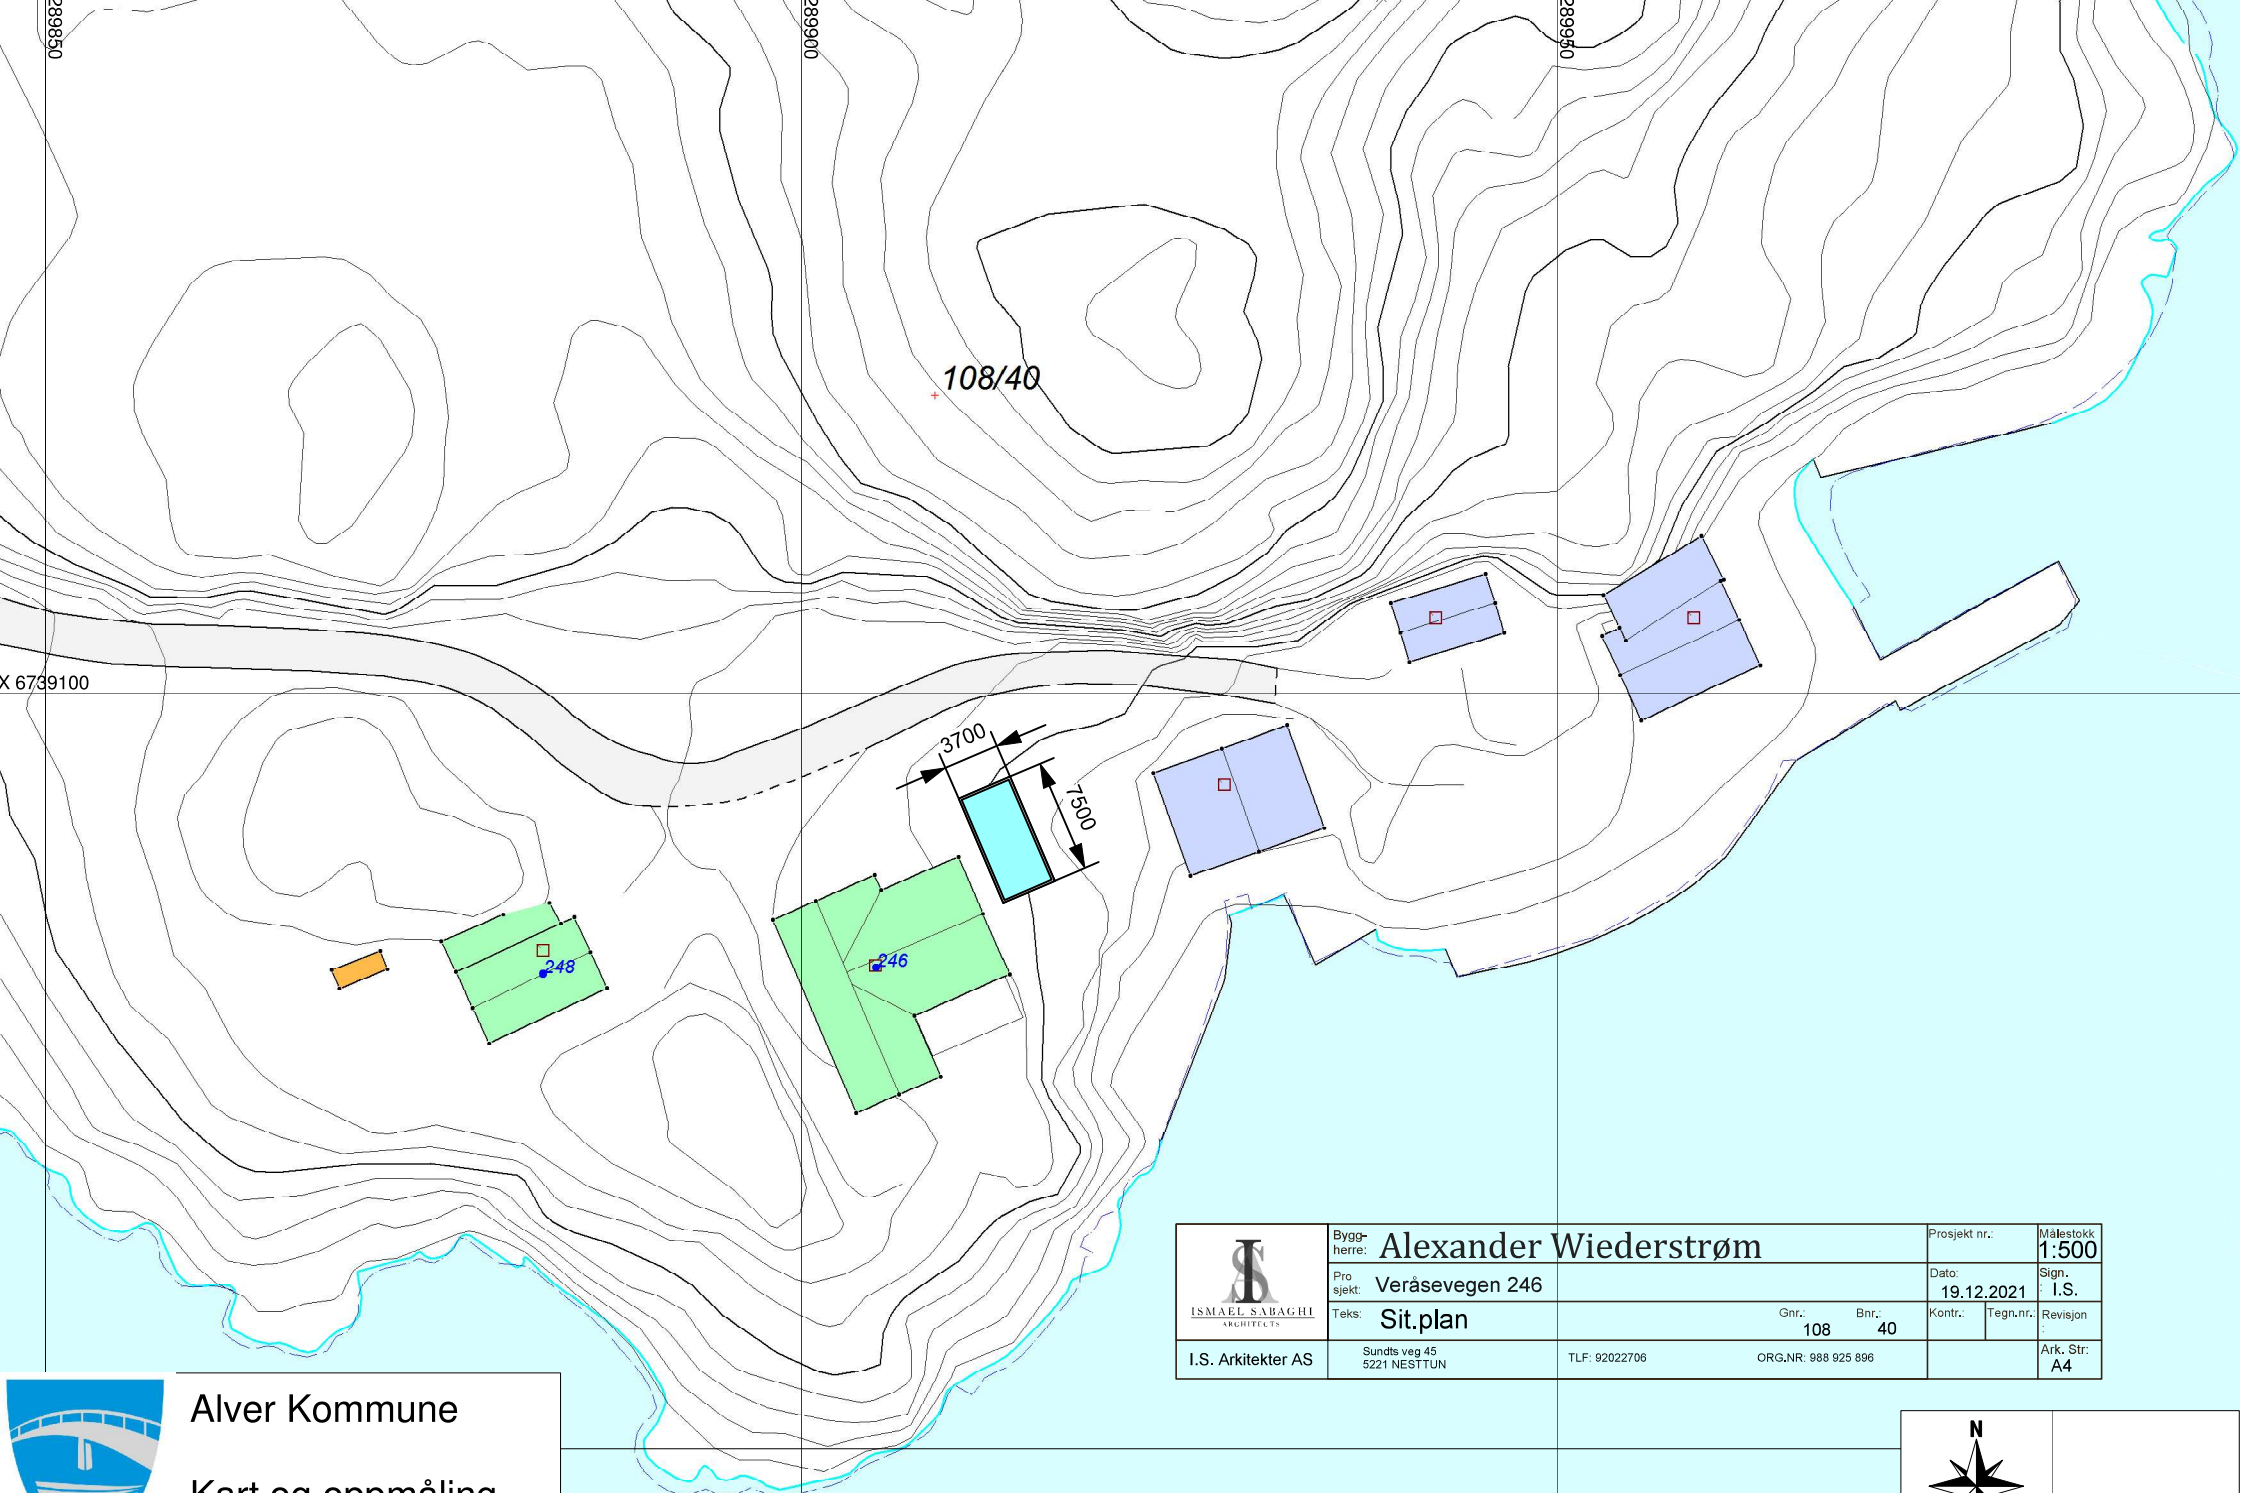 289850
289900
289950
108/40
X 6739100
3700
7500
248
246
Bygg-
herre:
Alexander Wiederstrøm
Prosjekt nr.:
Målestokk
1:500
Pro
sjekt:
Veråsevegen 246
Dato:
19.12.2021
Sign.
: I.S.
Teks:
Sit.plan
Gnr.:
108
Bnr.:
40
Kontr.:
Tegn.nr.:
Revisjon
:
ISMAEL SABAGHI
ARCHITECTS
I.S. Arkitekter AS
Sundts veg 45
5221 NESTTUN
TLF: 92022706
ORG.NR: 988 925 896
Ark. Str:
A4
Alver Kommune
Kart og oppmåling
N